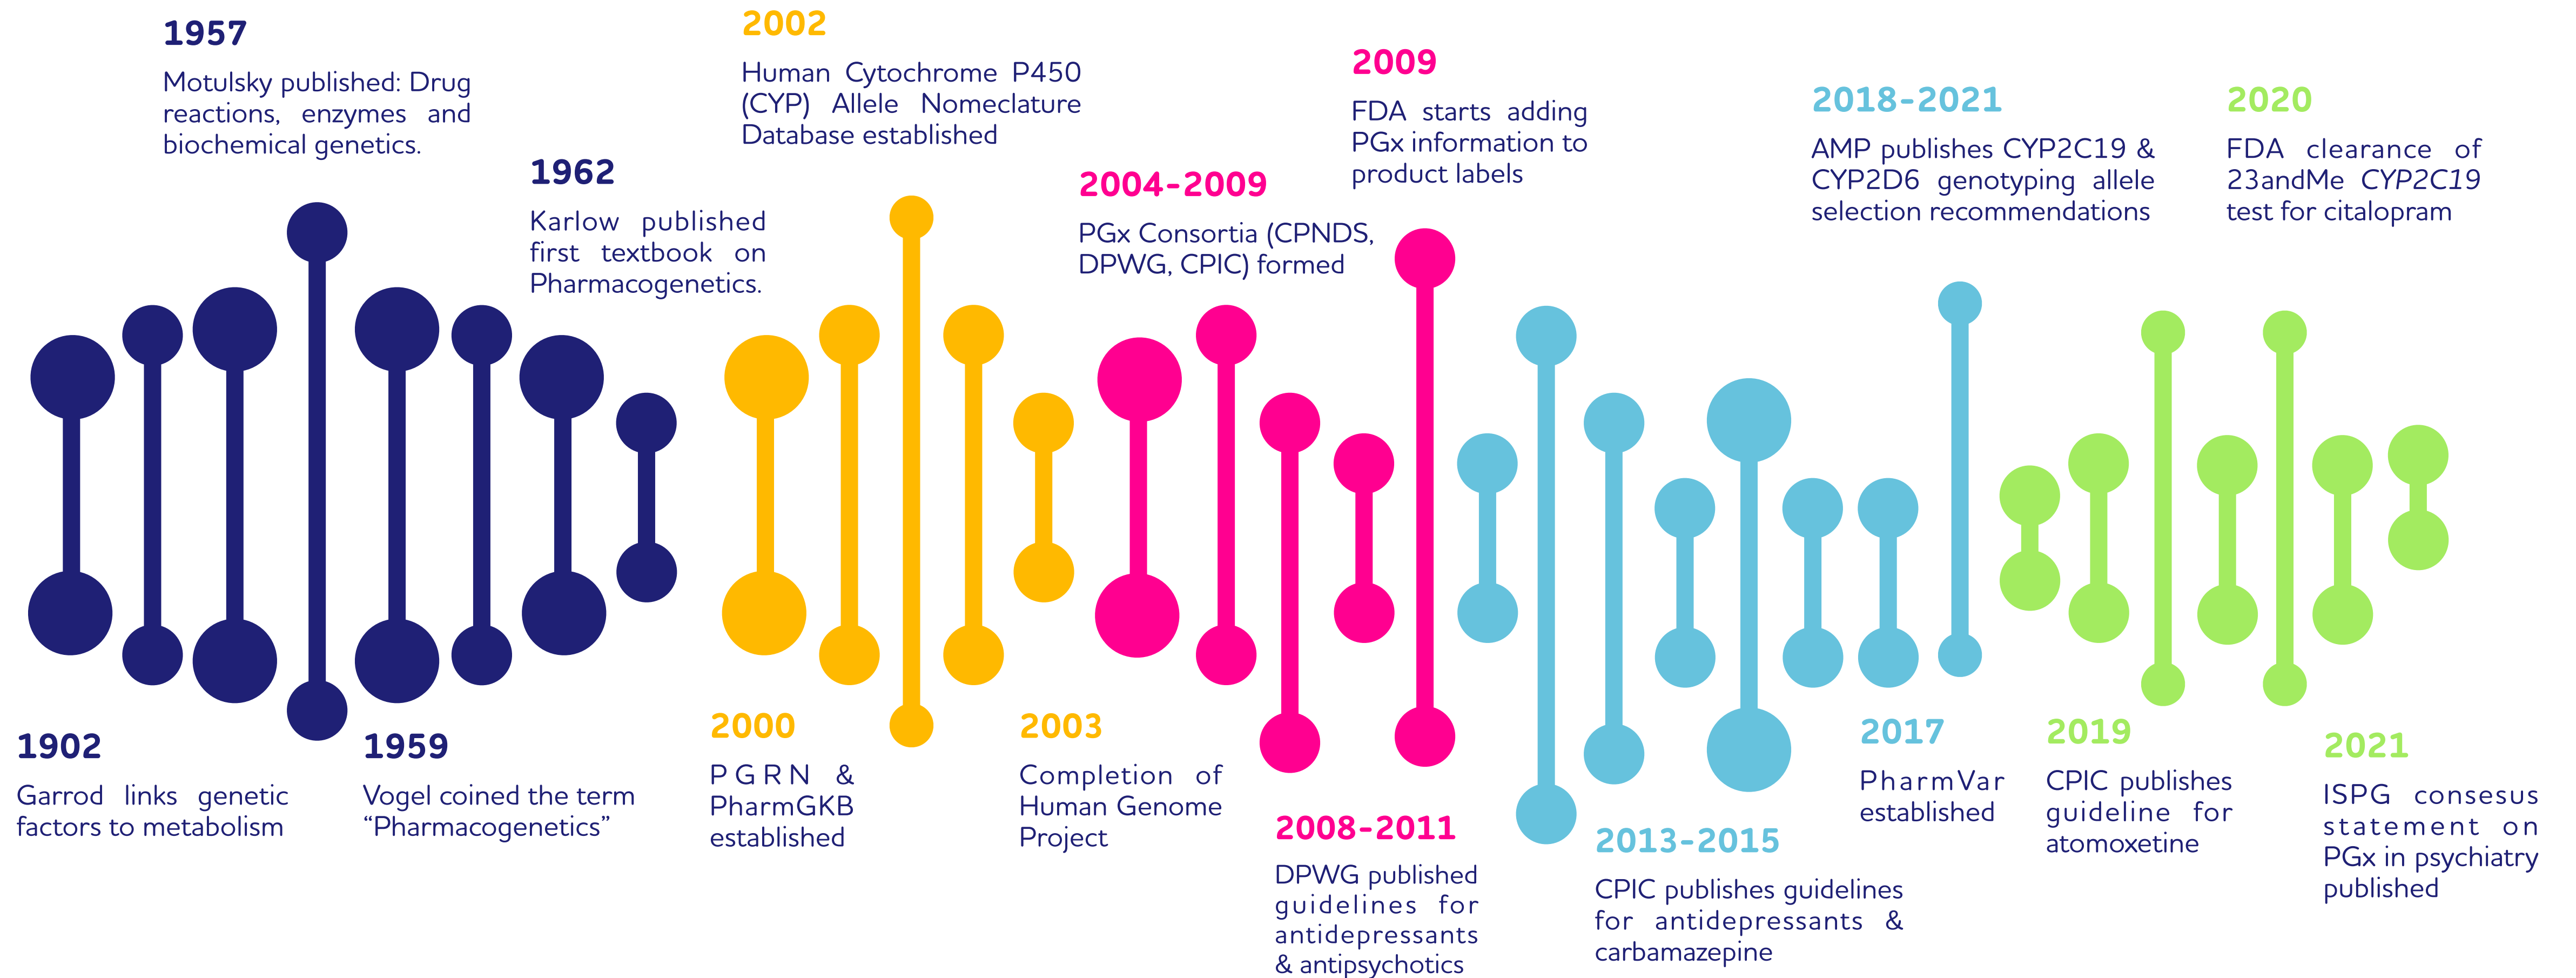 1957
Motulsky published: Drug
reactions, enzymes and
biochemical genetics.
1962
Karlow published
first textbook on
Pharmacogenetics.
2002
Human Cytochrome P450
(CYP) Allele Nomeclature
Database established
2004-2009
PGx Consortia (CPNDS,
DPWG, CPIC) formed
2009
FDA starts adding
PGx information to
product labels
2018-2021
AMP publishes CYP2C19 &
CYP2D6 genotyping allele
selection recommendations
2020
FDA clearance of
23andMe CYP2C19
test for citalopram
1902
Garrod links genetic
factors to metabolism
1959
Vogel coined the term
“Pharmacogenetics”
2000
PGRN &
PharmGKB
established
2003
Completion of
Human Genome
Project
2008-2011
DPWG published
guidelines for
antidepressants
& antipsychotics
2013-2015
CPIC publishes guidelines
for antidepressants &
carbamazepine
2017
PharmVar
established
2019
CPIC publishes
guideline for
atomoxetine
2021
ISPG consesus
statement on
PGx in psychiatry
published